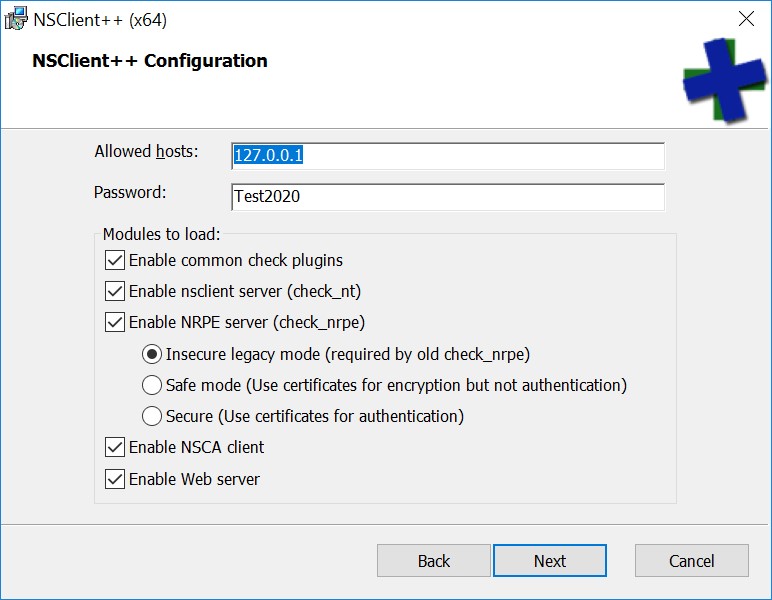 NSClient++ (x64)
NSClient++ Configuration
Allowed hosts: 127.0.0.1
Password: Test2020
Modules to load:
Enable common check plugins
Enable nsclient server (check_nt)
Enable NRPE server (check_nrpe)
Insecure legacy mode (required by old check_nrpe)
Safe mode (Use certificates for encryption but not authentication)
Secure (Use certificates for authentication)
Enable NSCA client
Enable Web server
Back Next Cancel